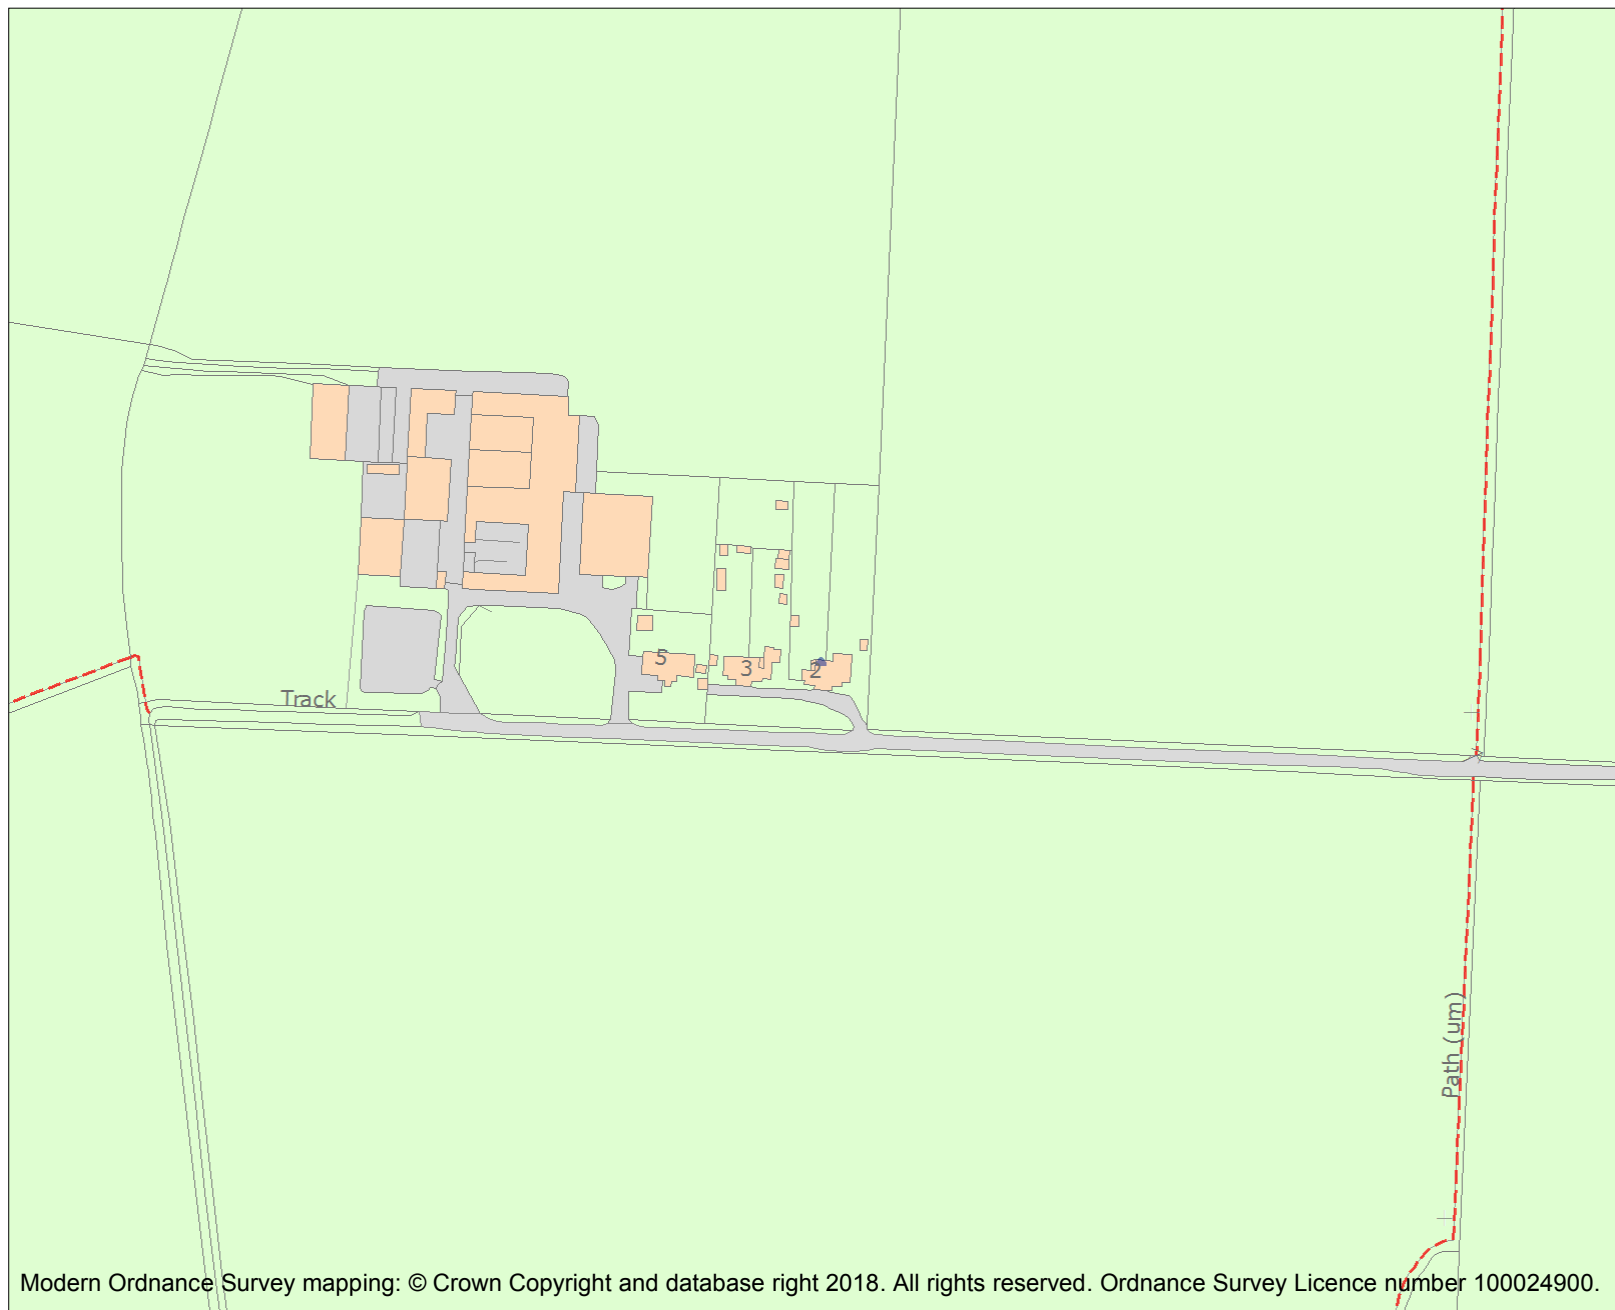 5
3
2
Track
Path (um)
Modern Ordnance Survey mapping: © Crown Copyright and database right 2018. All rights reserved. Ordnance Survey Licence number 100024900.